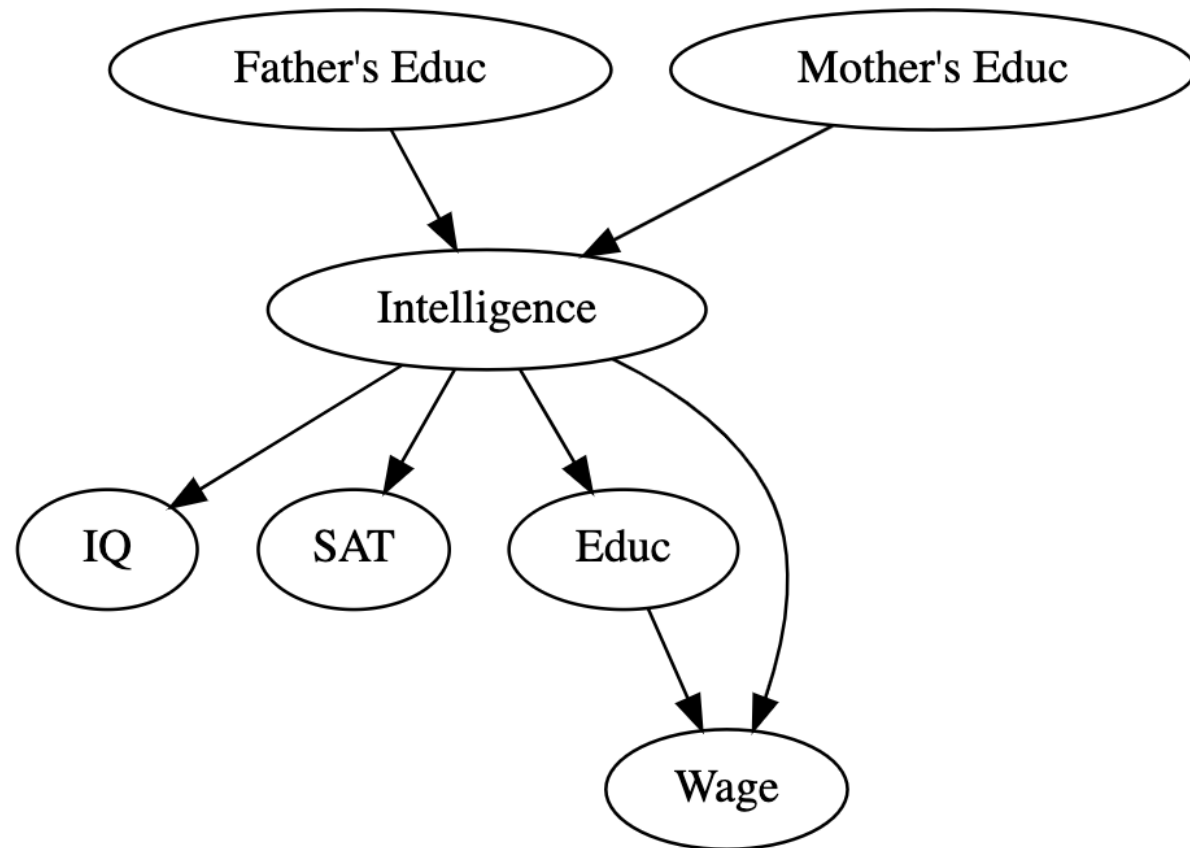 Father's Educ
Mother's Educ
Intelligence
IQ
SAT
Educ
Wage